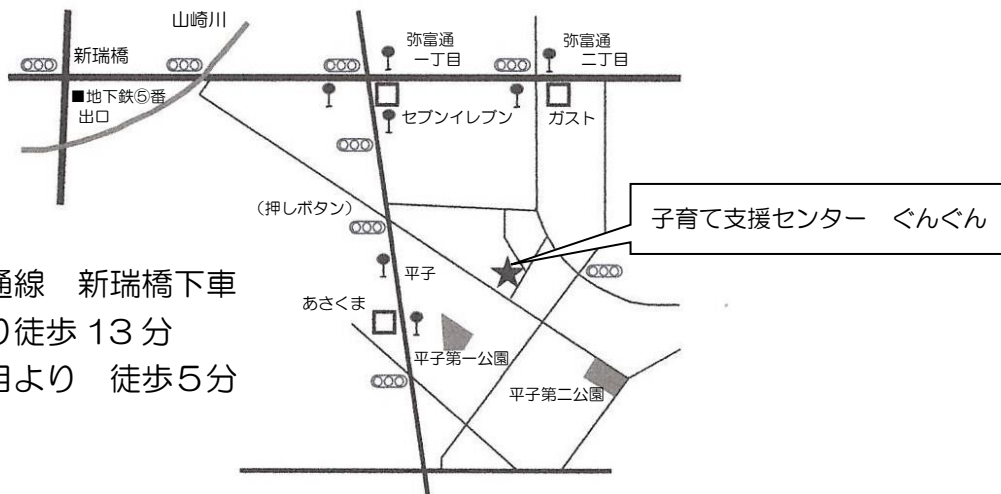 山崎川
新瑞橋
弥富通
一丁目
弥富通
二丁目
■地下鉄⑤番
出口
セブンイレブン
ガスト
(押しボタン)
子育て支援センター　ぐんぐん
通線　新瑞橋下車
徒歩 13 分
平子
あさくま
より　徒歩５分
平子第一公園
平子第二公園